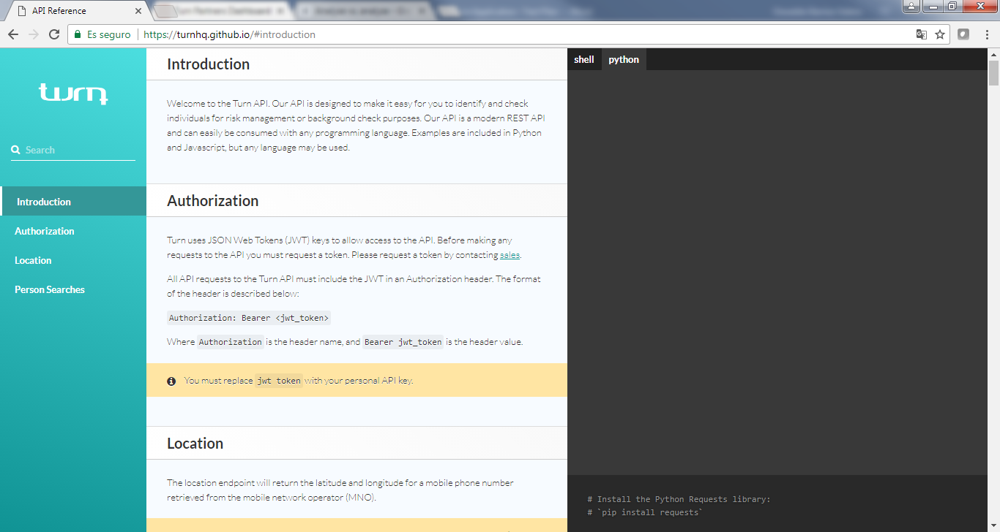 API Reference
Es seguro
https://turnhq.github.io/#introduction
turn
Search
Introduction
Authorization
Location
Person Searches
Introduction
Welcome to the Turn API. Our API is designed to make it easy for you to identify and check
individuals for risk management or background check purposes. Our API is a modern REST API
and can easily be consumed with any programming language. Examples are included in Python
and Javascript, but any language may be used.
Authorization
Turn uses JSON Web Tokens (JWT) keys to allow access to the API. Before making any
requests to the API you must request a token. Please request a token by contacting sales.
All API requests to the Turn API must include the JWT in an Authorization header. The format
of the header is described below:
Authorization: Bearer <jwt_token>
Where Authorization is the header name, and Bearer jwt_token is the header value.
You must replace jwt token with your personal API key.
Location
The location endpoint will return the latitude and longitude for a mobile phone number
retrieved from the mobile network operator (MNO).
shell
python
# Install the Python Requests library:
# `pip install requests`